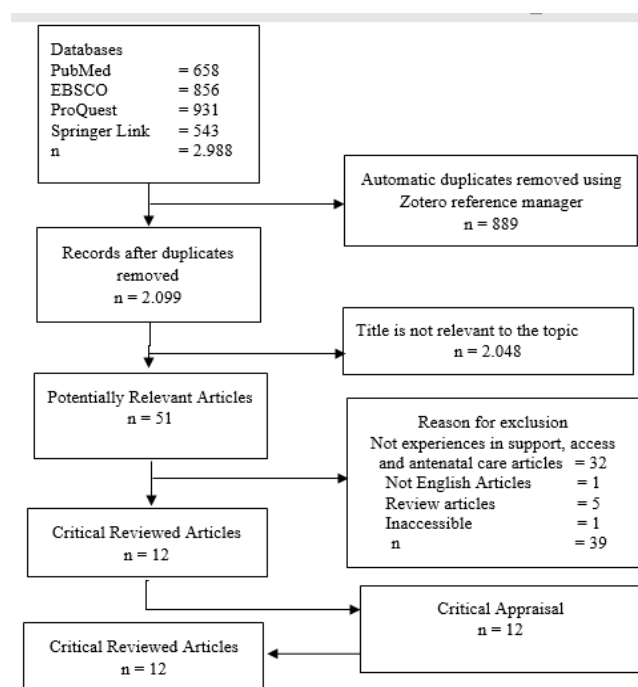 Databases
PubMed = 658
EBSCO = 856
ProQuest = 931
Springer Link = 543
n = 2.988
Automatic duplicates removed using
Zotero reference manager
n = 889
Records after duplicates
removed
n = 2.099
Title is not relevant to the topic
n = 2.048
Potentially Relevant Articles
n = 51
Reason for exclusion
Not experiences in support, access
and antenatal care articles = 32
Not English Articles = 1
Review articles = 5
Inaccessible = 1
n = 39
Critical Reviewed Articles
n = 12
Critical Appraisal
n = 12
Critical Reviewed Articles
n = 12